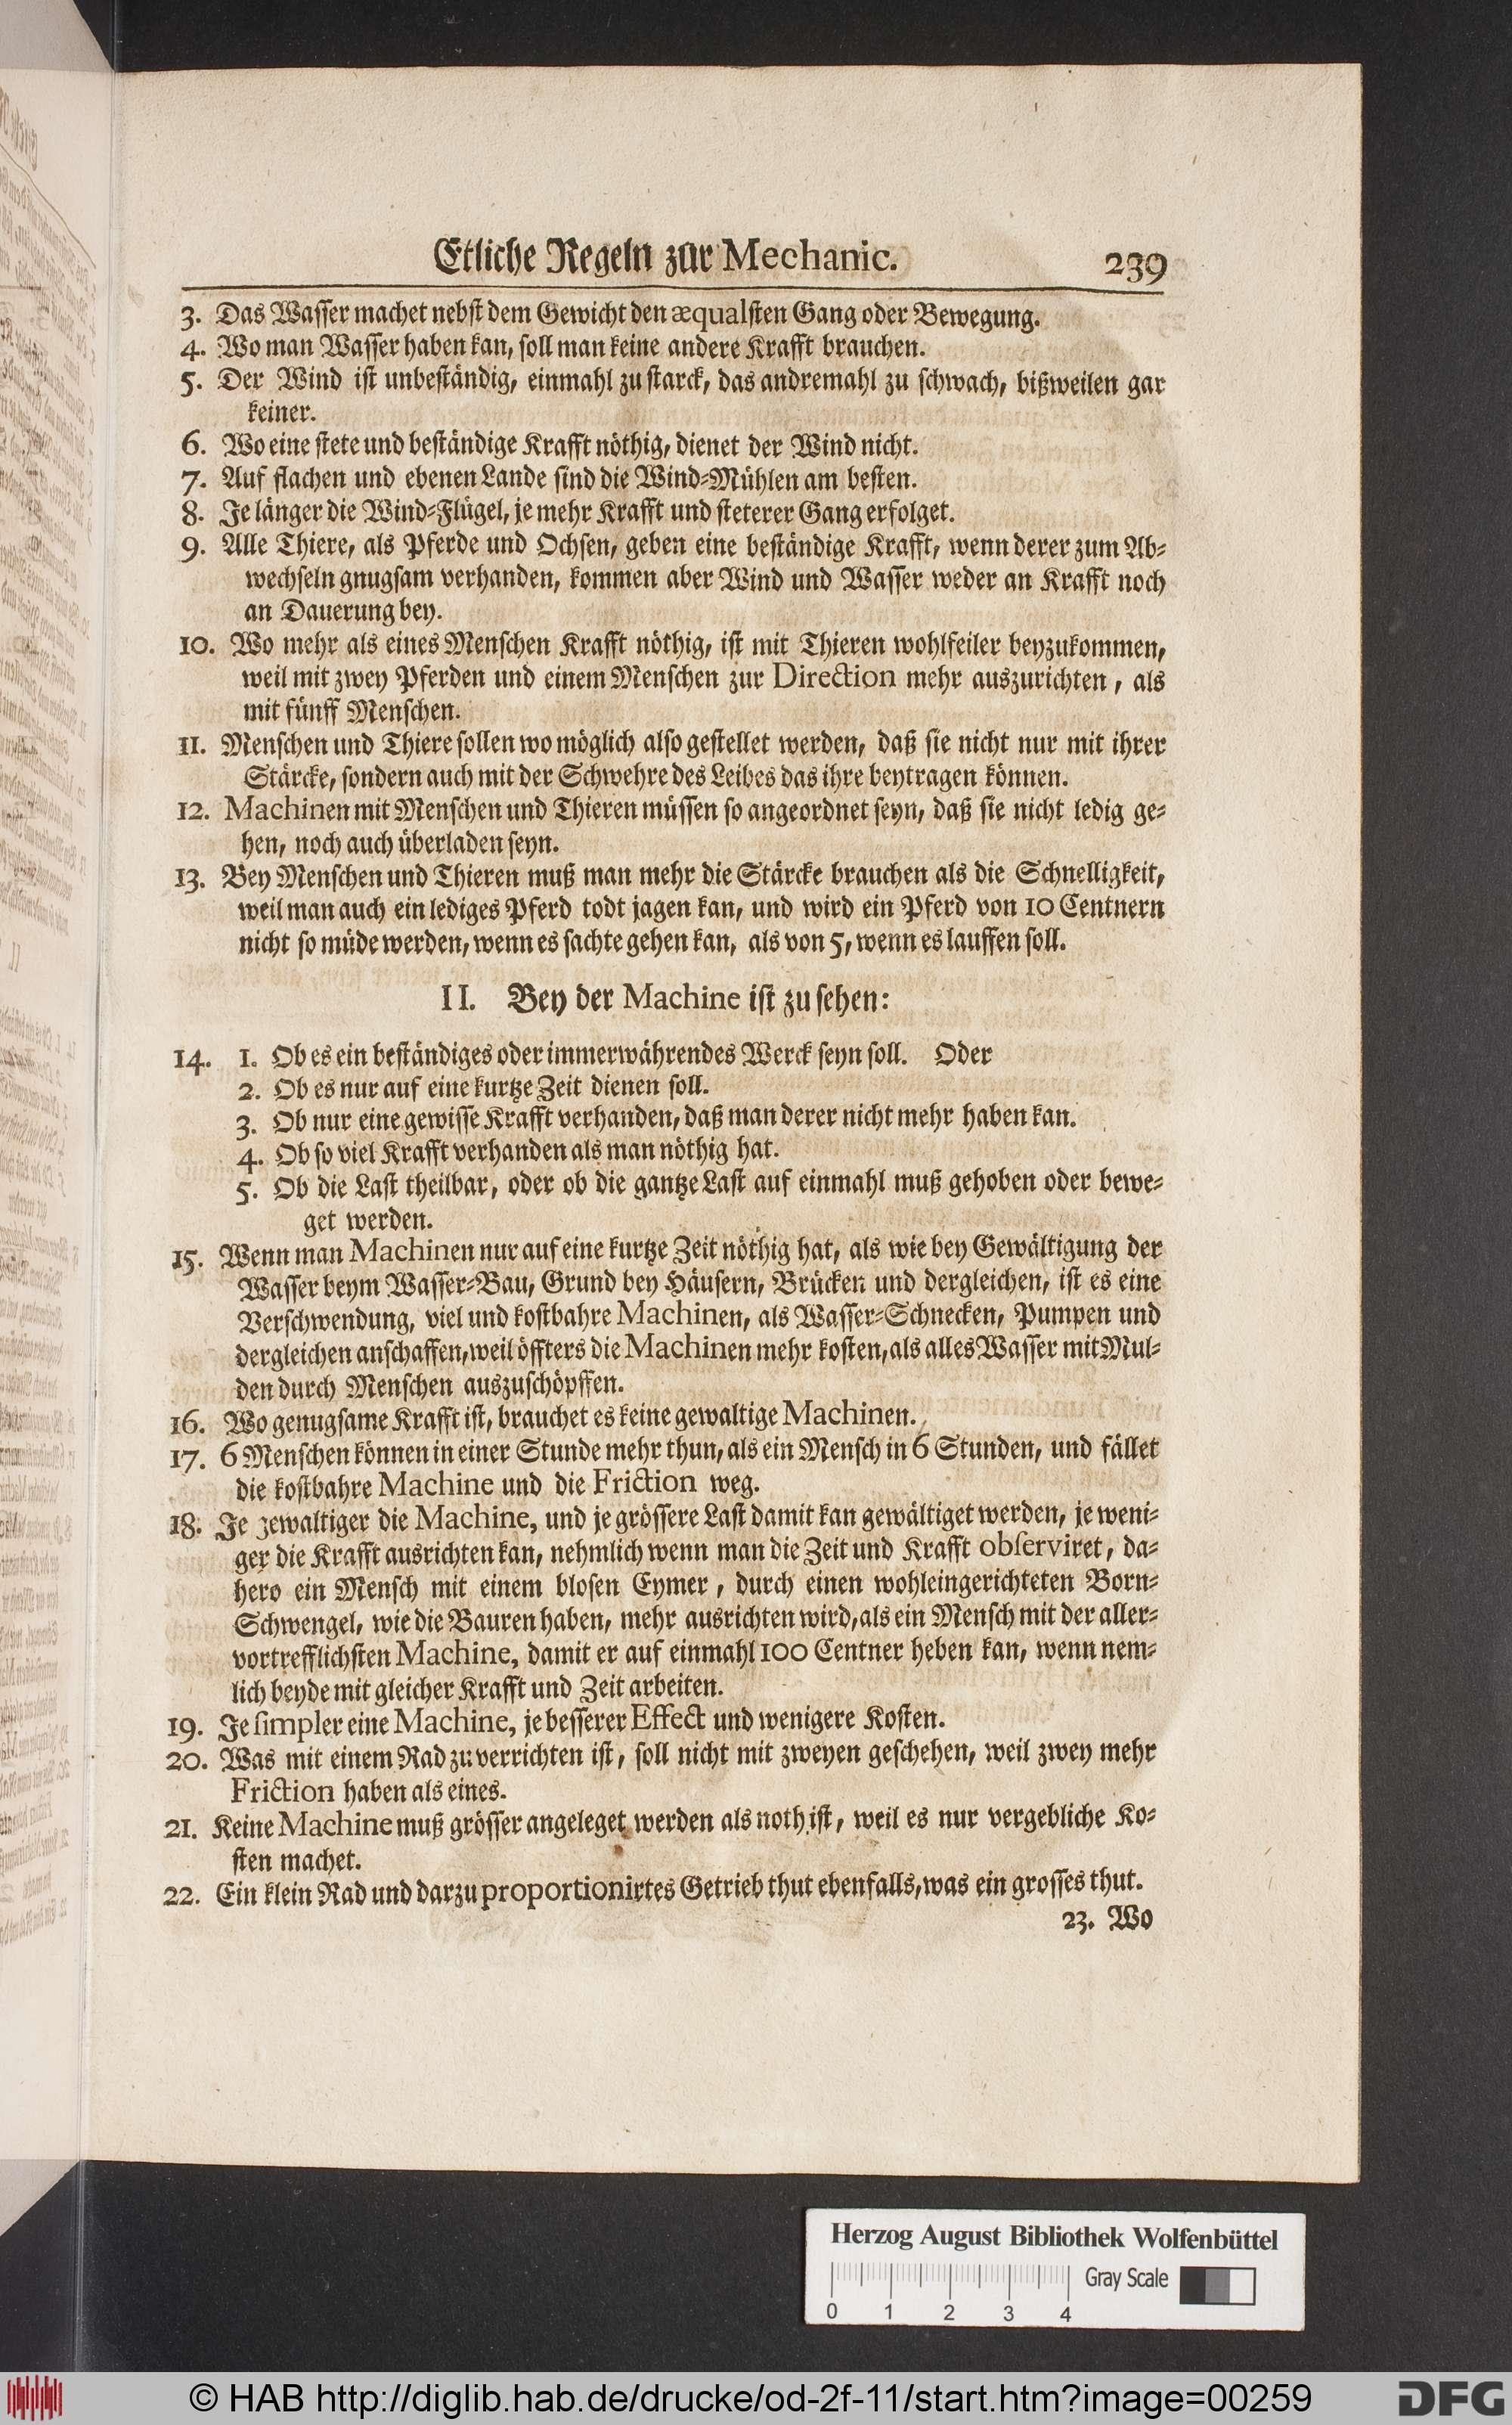 Etliche Regeln zur Mechanic. 239
3. Das Wasser machet nebst dem Gewicht den æqualsten Gang oder Bewegung.
4. Wo man Wasser haben kan, soll man keine andere Krafft brauchen.
5. Der Wind ist unbeständig, einmahl zu starck, das andremahl zu schwach, bißweilen gar
keiner.
6. Wo eine stete und beständige Krafft nöthig, dienet der Wind nicht.
7. Auf flachen und ebenen Lande sind die Wind-Mühlen am besten.
8. Je länger die Wind-Flügel, je mehr Krafft und steterer Gang erfolget.
9. Alle Thiere, als Pferde und Ochsen, geben eine beständige Krafft, wenn derer zum Ab-
wechseln gnugsam verhanden, kommen aber Wind und Wasser weder an Krafft noch
an Dauerung bey.
10. Wo mehr als eines Menschen Krafft nöthig, ist mit Thieren wohlfeiler beyzukommen,
weil mit zwey Pferden und einem Menschen zur Direction mehr auszurichten, als
mit fünff Menschen.
11. Menschen und Thiere sollen wo möglich also gestellet werden, daß sie nicht nur mit ihrer
Stärcke, sondern auch mit der Schwehre des Leibes das ihre beytragen können.
12. Machinen mit Menschen und Thieren müssen so angeordnet seyn, daß sie nicht ledig ge-
hen, noch auch überladen seyn.
13. Bey Menschen und Thieren muß man mehr die Stärcke brauchen als die Schnelligkeit,
weil man auch ein lediges Pferd todt jagen kan, und wird ein Pferd von 10 Centnern
nicht so müde werden, wenn es sachte gehen kan, als von 5, wenn es lauffen soll.
II. Bey der Machine ist zu sehen:
14. 1. Ob es ein beständiges oder immerwährendes Werck seyn soll. Oder
2. Ob es nur auf eine kurtze Zeit dienen soll.
3. Ob nur eine gewisse Krafft verhanden, daß man derer nicht mehr haben kan.
4. Ob so viel Krafft verhanden als man nöthig hat.
5. Ob die Last theilbar, oder ob die gantze Last auf einmahl muß gehoben oder bewe-
get werden.
15. Wenn man Machinen nur auf eine kurtze Zeit nöthig hat, als wie bey Gewältigung der
Wasser beym Wasser-Bau, Grund bey Häusern, Brücken und dergleichen, ist es eine
Verschwendung, viel und kostbahre Machinen, als Wasser-Schnecken, Pumpen und
dergleichen anschaffen, weil öffters die Machinen mehr kosten, als alles Wasser mit Mul-
den durch Menschen auszuschöpffen.
16. Wo genugsame Krafft ist, brauchet es keine gewaltige Machinen.
17. 6 Menschen können in einer Stunde mehr thun, als ein Mensch in 6 Stunden, und fället
die kostbahre Machine und die Friction weg.
18. Je gewaltiger die Machine, und je grössere Last damit kan gewältiget werden, je weni-
ger die Krafft ausrichten kan, nehmlich wenn man die Zeit und Krafft observiret, da-
hero ein Mensch mit einem blosen Eymer, durch einen wohleingerichteten Born-
Schwengel, wie die Bauren haben, mehr ausrichten wird, als ein Mensch mit der aller-
vortrefflichsten Machine, damit er auf einmahl 100 Centner heben kan, wenn nem-
lich beyde mit gleicher Krafft und Zeit arbeiten.
19. Je simpler eine Machine, je besserer Effect und wenigere Kosten.
20. Was mit einem Rad zu verrichten ist, soll nicht mit zweyen geschehen, weil zwey mehr
Friction haben als eines.
21. Keine Machine muß grösser angeleget werden als noth ist, weil es nur vergebliche Ko-
sten machet.
22. Ein klein Rad und darzu proportionirtes Getrieb thut ebenfalls, was ein grosses thut.
23. Wo
Herzog August Bibliothek Wolfenbüttel
Gray Scale
0 1 2 3 4
© HAB http://diglib.hab.de/drucke/od-2f-11/start.htm?image=00259
DFG